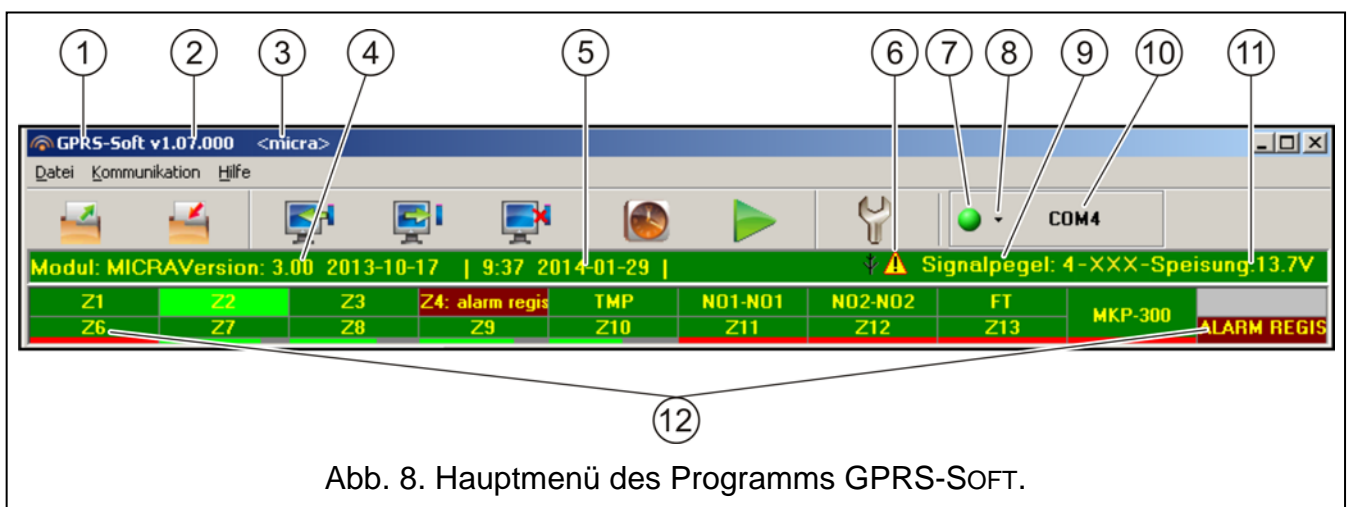 1 2 3 4 5 6 7 8 9 10 11
GPRS-Soft v1.07.000 <micra>
Datei Kommunikation Hilfe
COM4
Modul: MICRAVersion: 3.00 2013-10-17 | 9:37 2014-01-29 | Signalpegel: 4-XXX-Speisung:13.7V
Z1 Z2 Z3 Z4: alarm regis TMP NO1-NO1 NO2-NO2 FT MKP-300
Z6 Z7 Z8 Z9 Z10 Z11 Z12 Z13 ALARM REGIS
12
Abb. 8. Hauptmenü des Programms GPRS-SOFT.